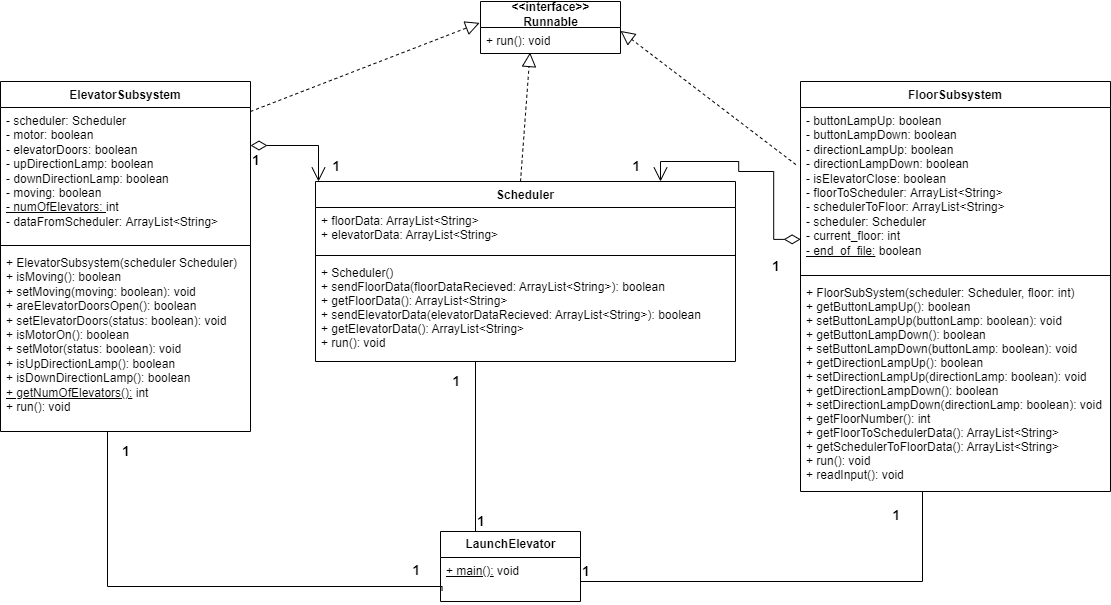 <<interface>>
Runnable
+ run(): void
ElevatorSubsystem
- scheduler: Scheduler
- motor: boolean
- elevatorDoors: boolean
- upDirectionLamp: boolean
- downDirectionLamp: boolean
- moving: boolean
- numOfElevators: int
- dataFromScheduler: ArrayList<String>
+ ElevatorSubsystem(scheduler Scheduler)
+ isMoving(): boolean
+ setMoving(moving: boolean): void
+ areElevatorDoorsOpen(): boolean
+ setElevatorDoors(status: boolean): void
+ isMotorOn(): boolean
+ setMotor(status: boolean): void
+ isUpDirectionLamp(): boolean
+ isDownDirectionLamp(): boolean
+ getNumOfElevators(): int
+ run(): void
1
1
Scheduler
+ floorData: ArrayList<String>
+ elevatorData: ArrayList<String>
+ Scheduler()
+ sendFloorData(floorDataRecieved: ArrayList<String>): boolean
+ getFloorData(): ArrayList<String>
+ sendElevatorData(elevatorDataRecieved: ArrayList<String>): boolean
+ getElevatorData(): ArrayList<String>
+ run(): void
1
1
FloorSubsystem
- buttonLampUp: boolean
- buttonLampDown: boolean
- directionLampUp: boolean
- directionLampDown: boolean
- isElevatorClose: boolean
- floorToScheduler: ArrayList<String>
- schedulerToFloor: ArrayList<String>
- scheduler: Scheduler
- current_floor: int
- end_of_file: boolean
+ FloorSubSystem(scheduler: Scheduler, floor: int)
+ getButtonLampUp(): boolean
+ setButtonLampUp(buttonLamp: boolean): void
+ getButtonLampDown(): boolean
+ setButtonLampDown(buttonLamp: boolean): void
+ getDirectionLampUp(): boolean
+ setDirectionLampUp(directionLamp: boolean): void
+ getDirectionLampDown(): boolean
+ setDirectionLampDown(directionLamp: boolean): void
+ getFloorNumber(): int
+ getFloorToSchedulerData(): ArrayList<String>
+ getSchedulerToFloorData(): ArrayList<String>
+ run(): void
+ readInput(): void
1
1
1
1
1
1
LaunchElevator
+ main(): void